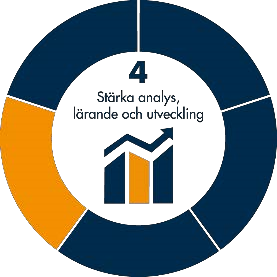 4
Stärka analys,
lärande och utveckling